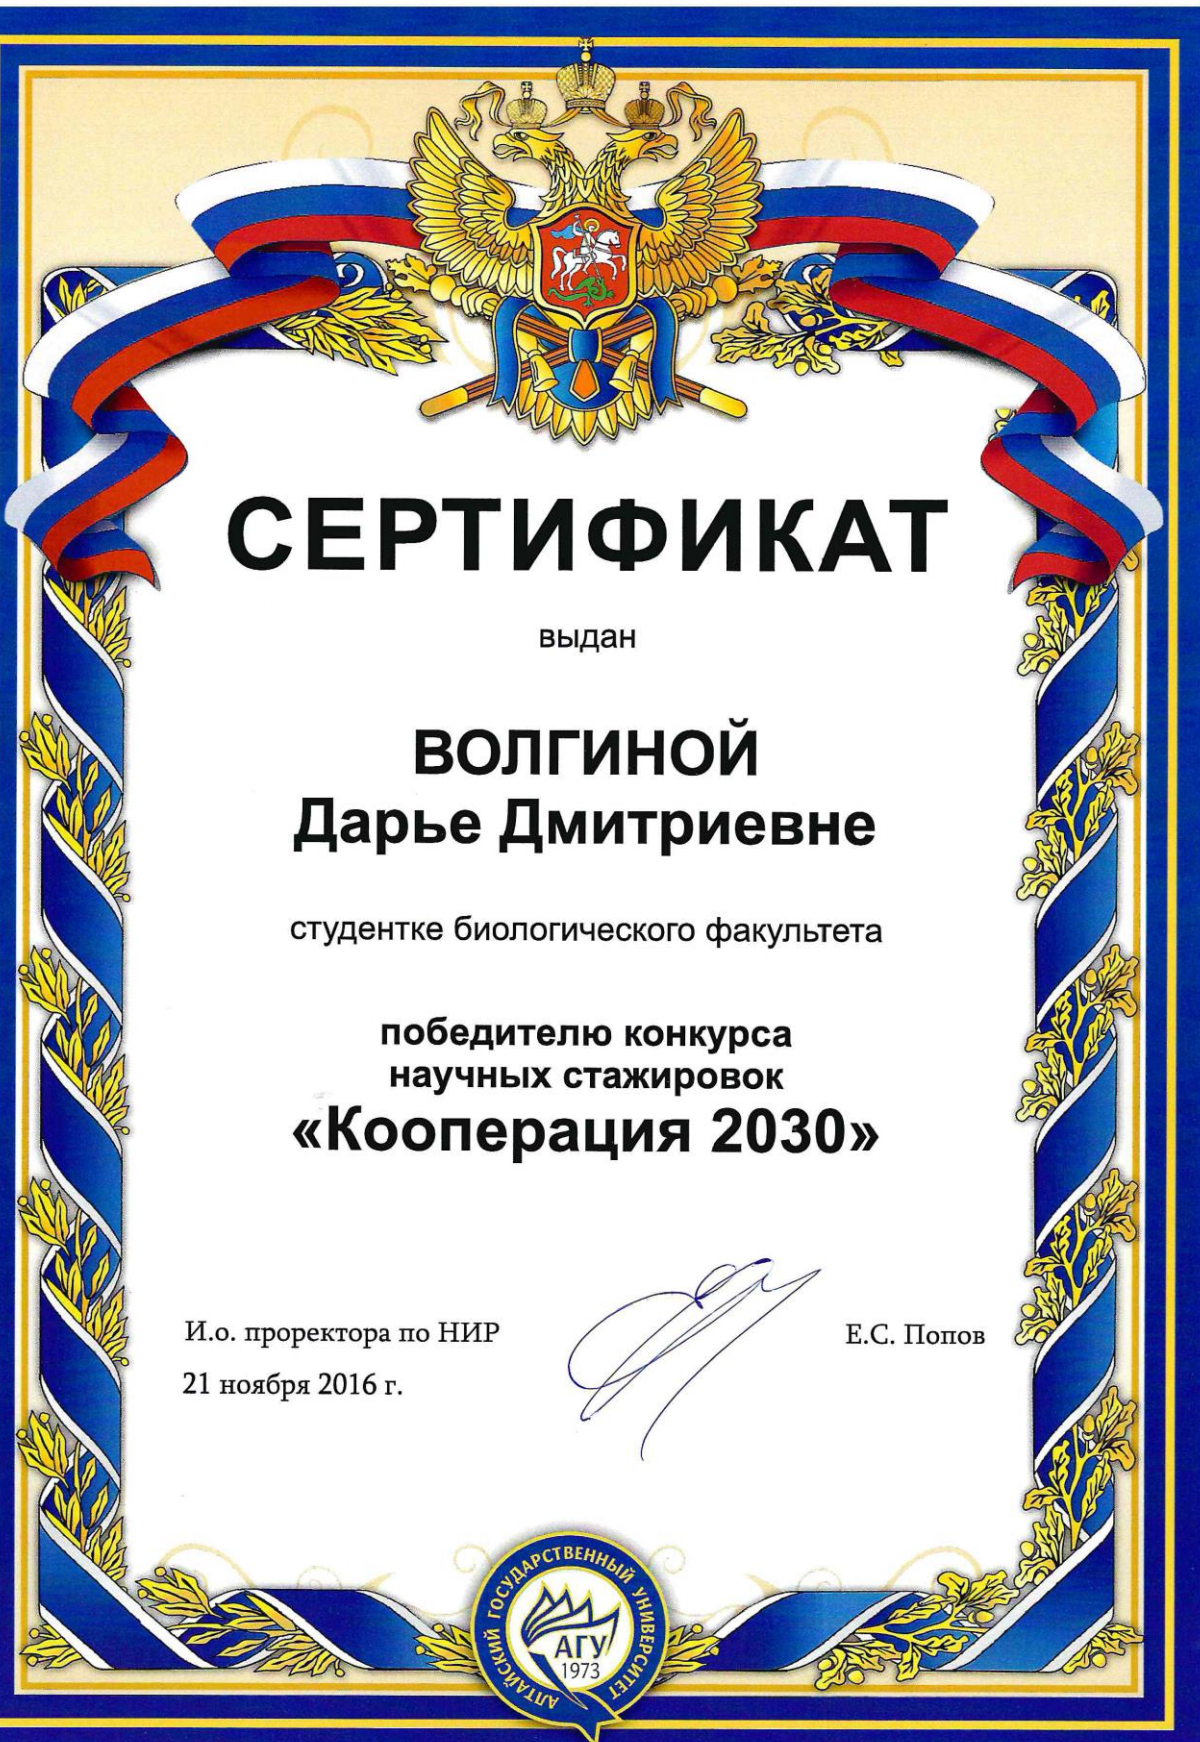 СЕРТИФИКАТ
выдан
ВОЛГИНОЙ
Дарье Дмитриевне
студентке биологического факультета
победителю конкурса
научных стажировок
«Кооперация 2030»
И.о. проректора по НИР
Е.С. Попов
21 ноября 2016 г.
АЛТАЙСКИЙ ГОСУДАРСТВЕННЫЙ УНИВЕРСИТЕТ
АГУ
1973